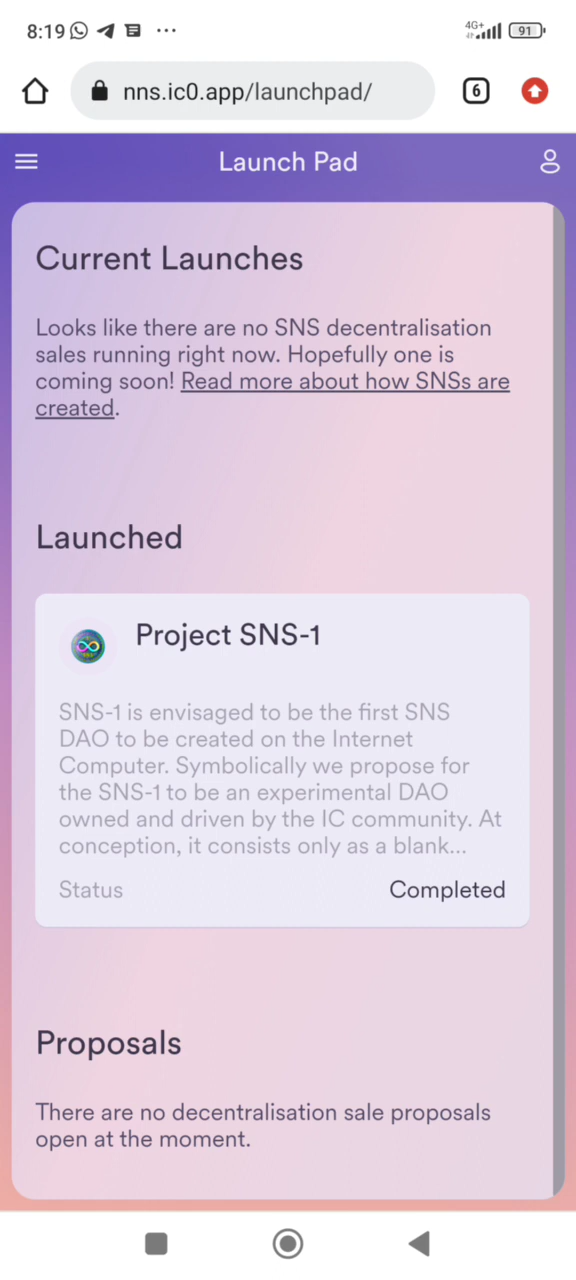 8:19
4G+
91
nns.ic0.app/launchpad/
6
Launch Pad
Current Launches
Looks like there are no SNS decentralisation
sales running right now. Hopefully one is
coming soon! Read more about how SNSs are
created.
Launched
Project SNS-1
SNS-1 is envisaged to be the first SNS
DAO to be created on the Internet
Computer. Symbolically we propose for
the SNS-1 to be an experimental DAO
owned and driven by the IC community. At
conception, it consists only as a blank...
Status Completed
Proposals
There are no decentralisation sale proposals
open at the moment.